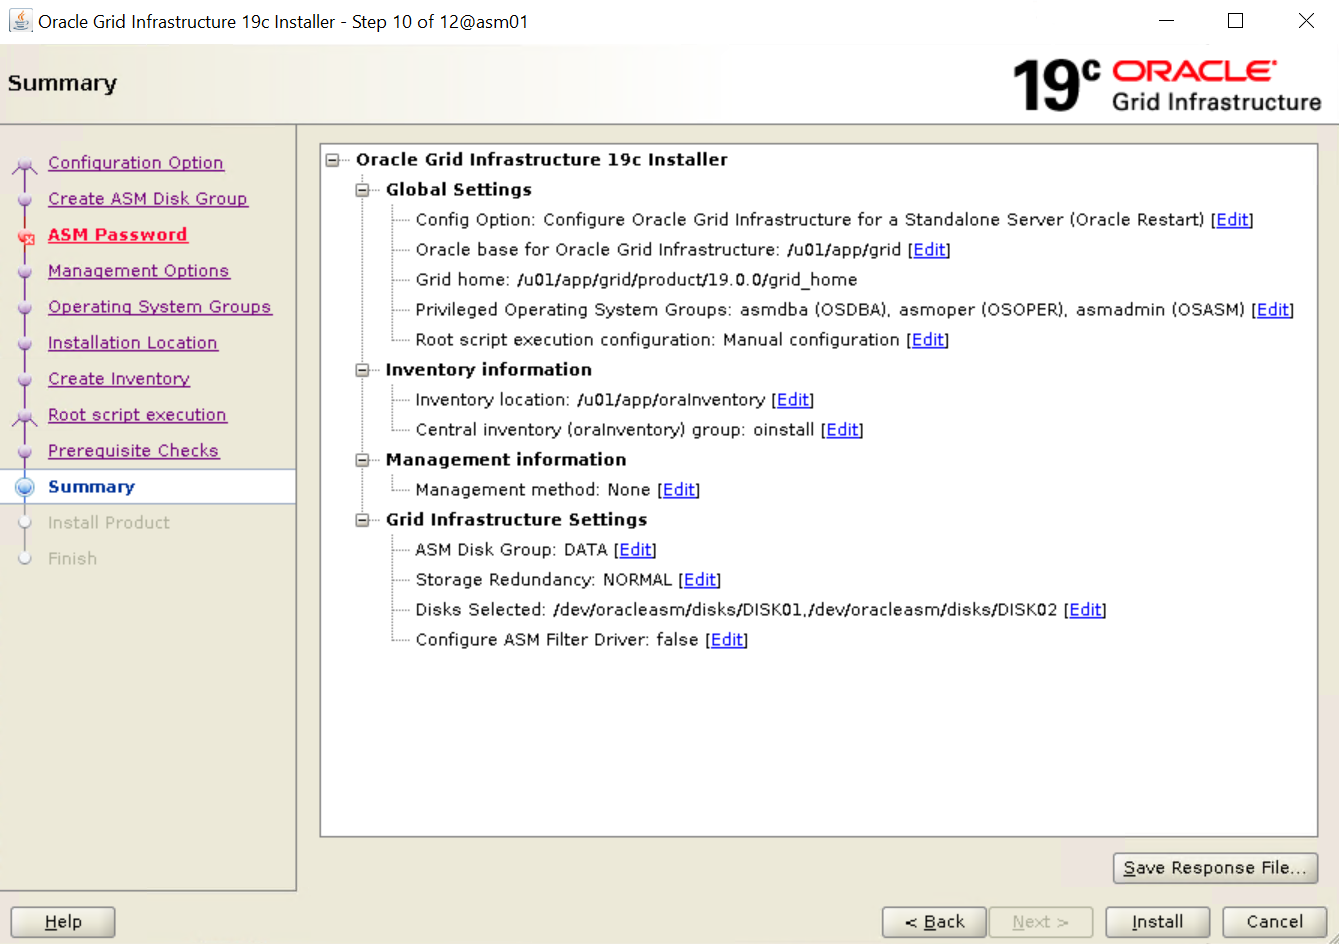 Oracle Grid Infrastructure 19c Installer - Step 10 of 12@asm01
Summary
19c ORACLE
Grid Infrastructure
Configuration Option
Create ASM Disk Group
ASM Password
Management Options
Operating System Groups
Installation Location
Create Inventory
Root script execution
Prerequisite Checks
Summary
Install Product
Finish
Oracle Grid Infrastructure 19c Installer
Global Settings
Config Option: Configure Oracle Grid Infrastructure for a Standalone Server (Oracle Restart) [Edit]
Oracle base for Oracle Grid Infrastructure: /u01/app/grid [Edit]
Grid home: /u01/app/grid/product/19.0.0/grid_home
Privileged Operating System Groups: asmdba (OSDBA), asmoper (OSOPER), asmadmin (OSASM) [Edit]
Root script execution configuration: Manual configuration [Edit]
Inventory information
Inventory location: /u01/app/oraInventory [Edit]
Central inventory (oraInventory) group: oinstall [Edit]
Management information
Management method: None [Edit]
Grid Infrastructure Settings
ASM Disk Group: DATA [Edit]
Storage Redundancy: NORMAL [Edit]
Disks Selected: /dev/oracleasm/disks/DISK01,/dev/oracleasm/disks/DISK02 [Edit]
Configure ASM Filter Driver: false [Edit]
Save Response File...
Help
< Back
Next >
Install
Cancel